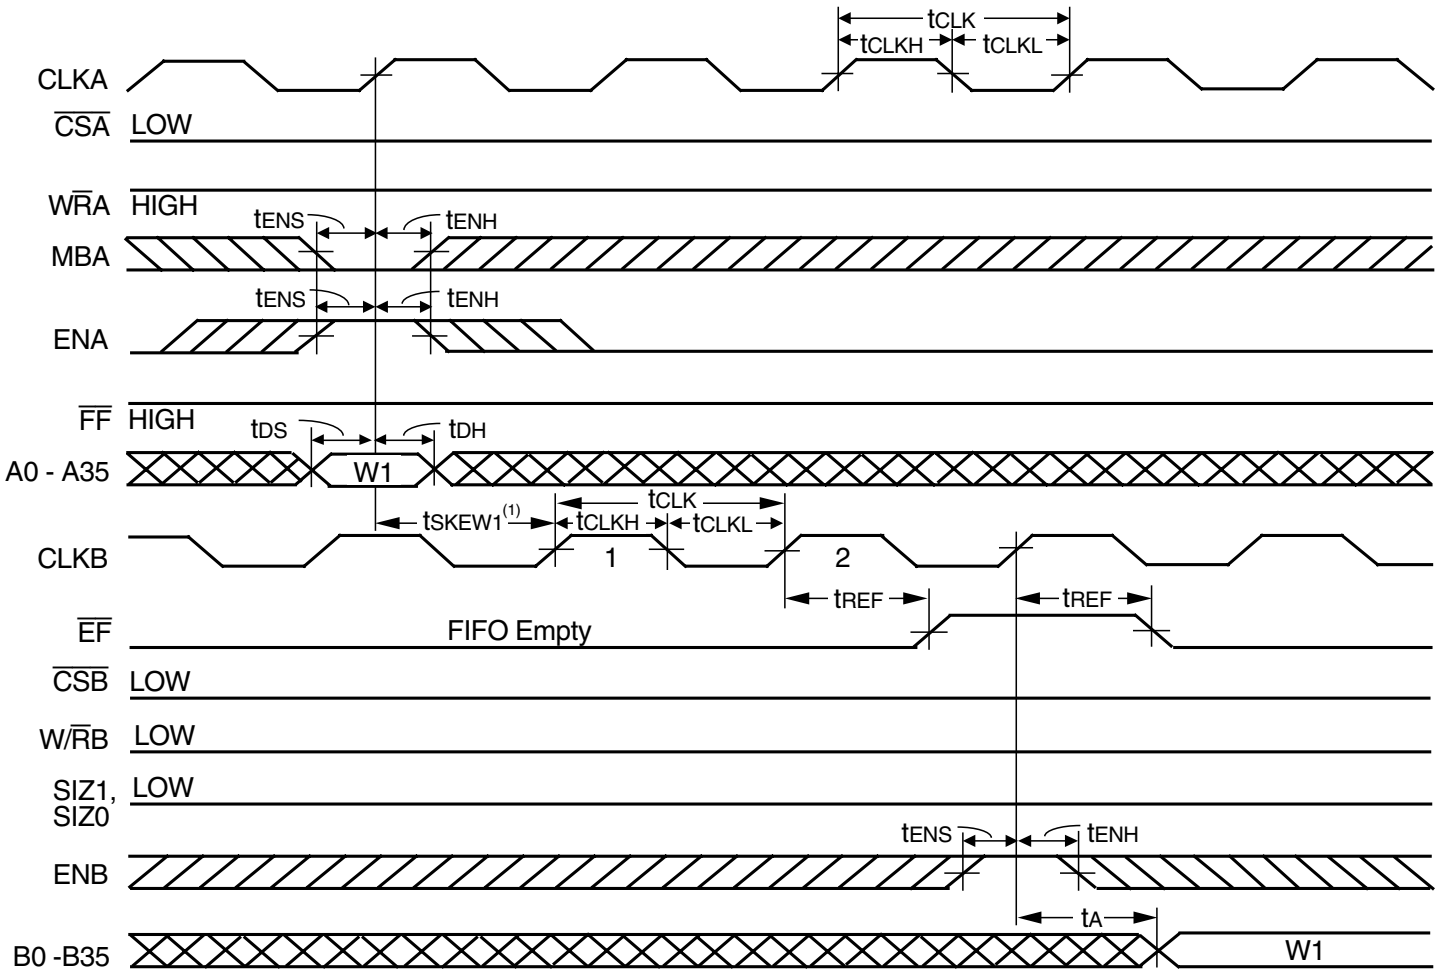 tCLK
tCLKH tCLKL
CLKA
CSA LOW
WRA HIGH
tENS tENH
MBA
tENS tENH
ENA
FF HIGH
tDS tDH
A0 - A35 W1
tCLK
tSKEW1(1) tCLKH tCLKL
CLKB 1 2
tREF tREF
EF FIFO Empty
CSB LOW
W/RB LOW
SIZ1, LOW
SIZ0
tENS tENH
ENB
tA
B0 -B35 W1